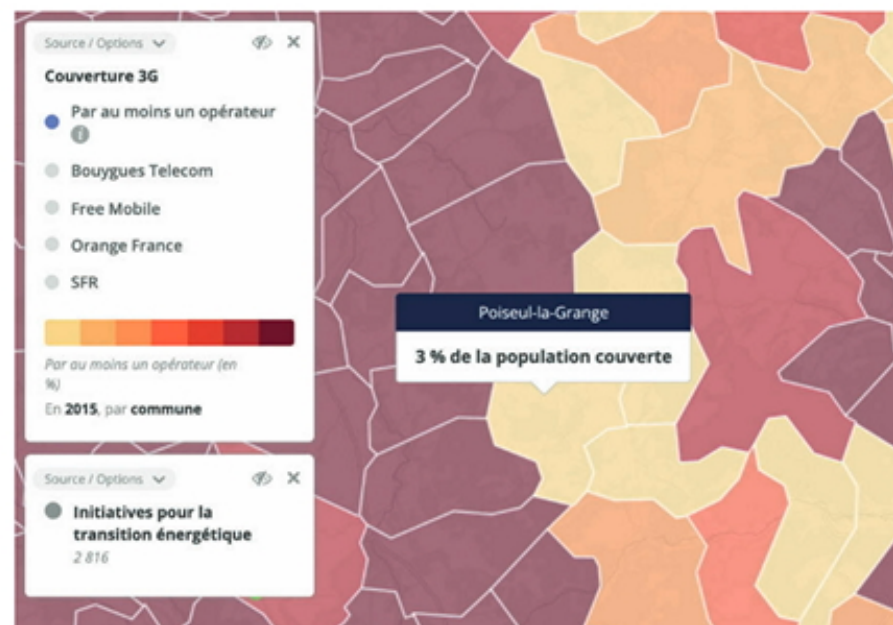 Source / Options
Couverture 3G
Par au moins un opérateur
Bouygues Telecom
Free Mobile
Orange France
SFR
Par au moins un opérateur (en
%)
En 2015, par commune
Source / Options
Initiatives pour la
transition énergétique
2 816
Poiseul-la-Grange
3 % de la population couverte